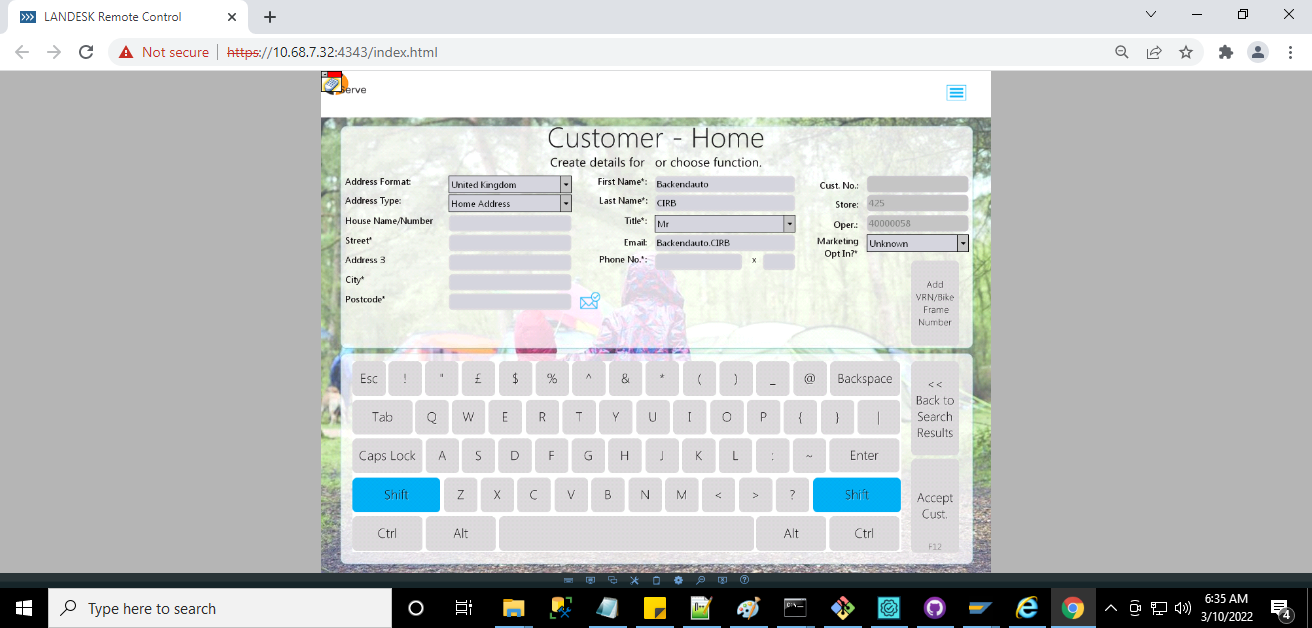 LANDESK Remote Control
Not secure
https://10.68.7.32:4343/index.html
serve
Customer - Home
Create details for or choose function.
Address Format:
United Kingdom
First Name*:
Backendauto
Cust. No.:
Address Type:
Home Address
Last Name*:
CIRB
Store:
425
House Name/Number
Title*:
Mr
Oper.:
40000058
Street*
Email:
Backendauto.CIRB
Marketing
Opt In?*
Unknown
Address 3
Phone No.*:
x
City*
Postcode*
Add
VRN/Bike
Frame
Number
Esc ! " £ $ % ^ & * ( ) _ @ Backspace
Tab Q W E R T Y U I O P { } |
Caps Lock A S D F G H J K L : ~ Enter
Shift Z X C V B N M < > ? Shift
Ctrl Alt Alt Ctrl
<<
Back to
Search
Results
Accept
Cust.
F12
Type here to search
6:35 AM
3/10/2022
4